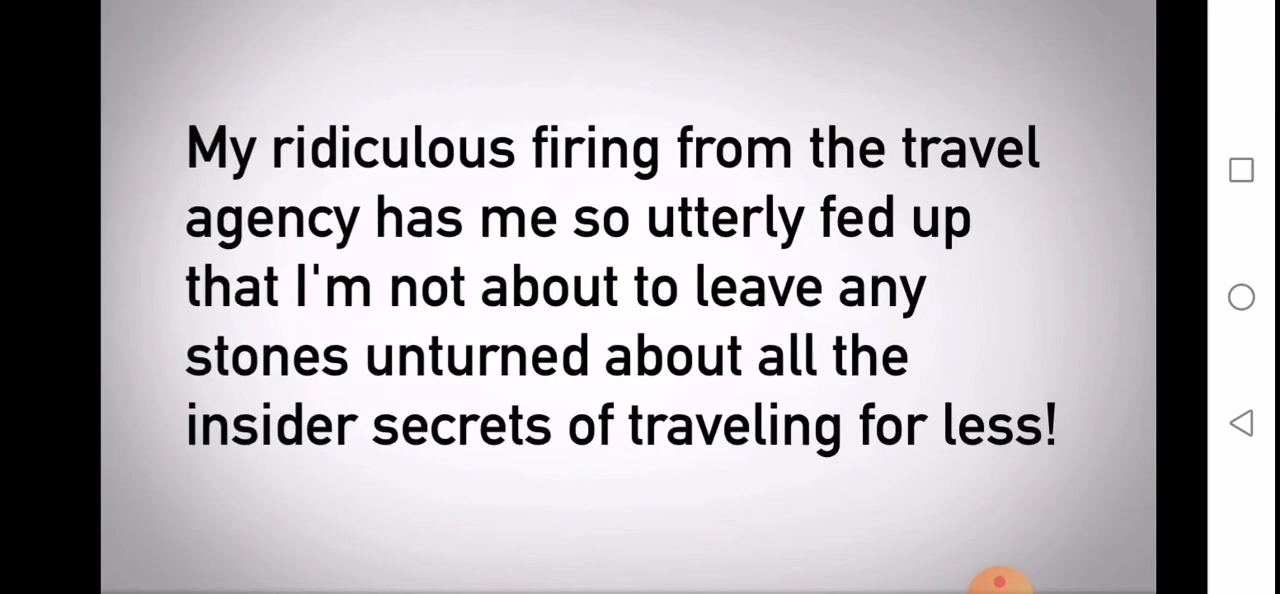 My ridiculous firing from the travel
agency has me so utterly fed up
that I'm not about to leave any
stones unturned about all the
insider secrets of traveling for less!